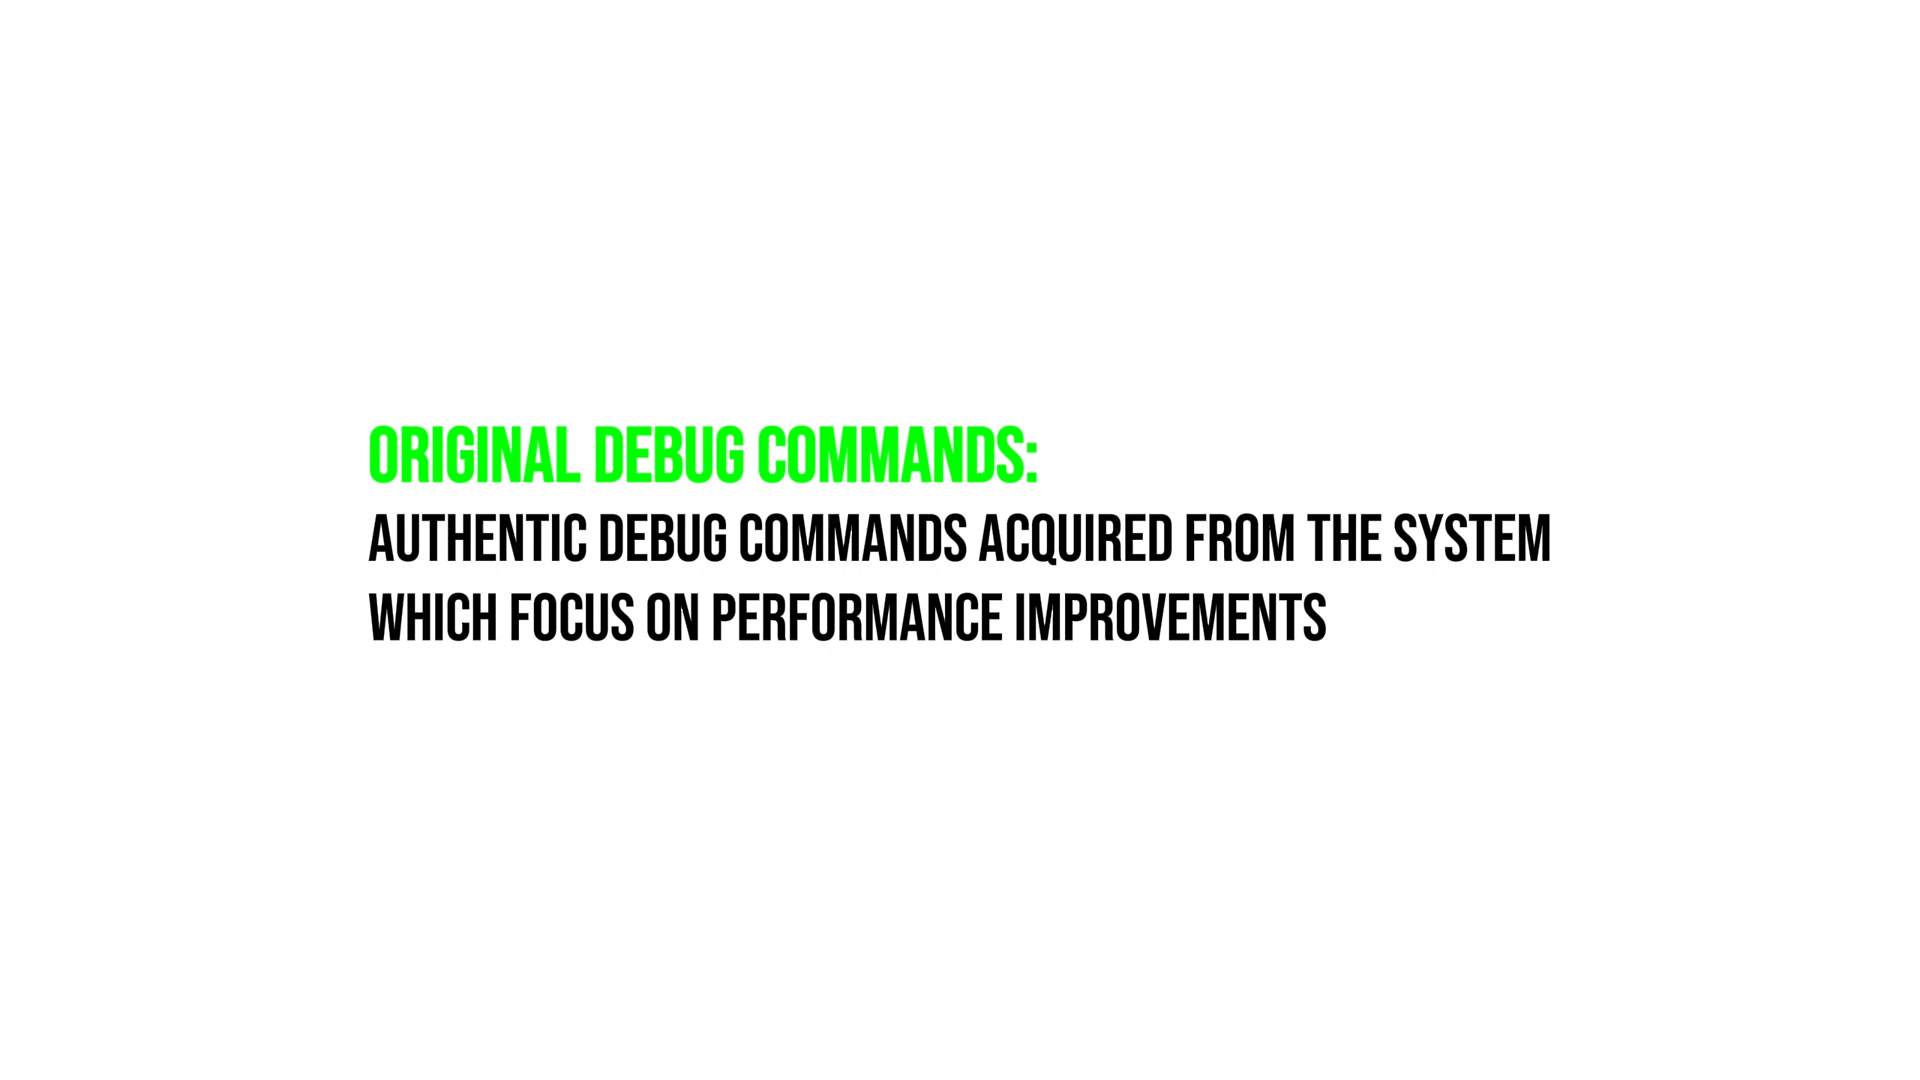 ORIGINAL DEBUG COMMANDS:
AUTHENTIC DEBUG COMMANDS ACQUIRED FROM THE SYSTEM
WHICH FOCUS ON PERFORMANCE IMPROVEMENTS